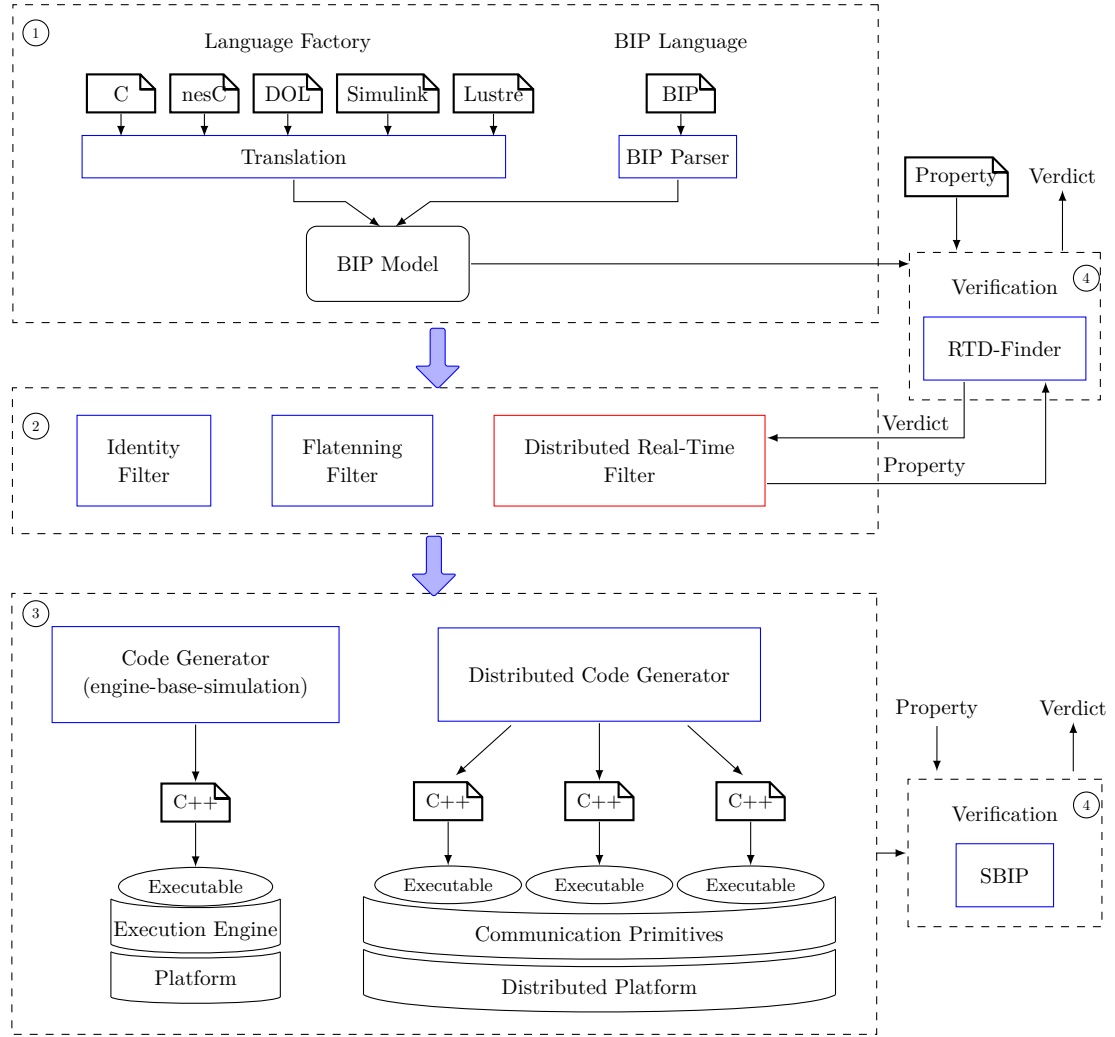 1
Language Factory
BIP Language
C
nesC
DOL
Simulink
Lustre
BIP
Translation
BIP Parser
BIP Model
Property
Verdict
4
Verification
RTD-Finder
2
Identity
Filter
Flatenning
Filter
Distributed Real-Time
Filter
Verdict
Property
3
Code Generator
(engine-base-simulation)
Distributed Code Generator
C++
C++
C++
C++
Executable
Executable
Executable
Executable
Execution Engine
Communication Primitives
Platform
Distributed Platform
Property
Verdict
4
Verification
SBIP